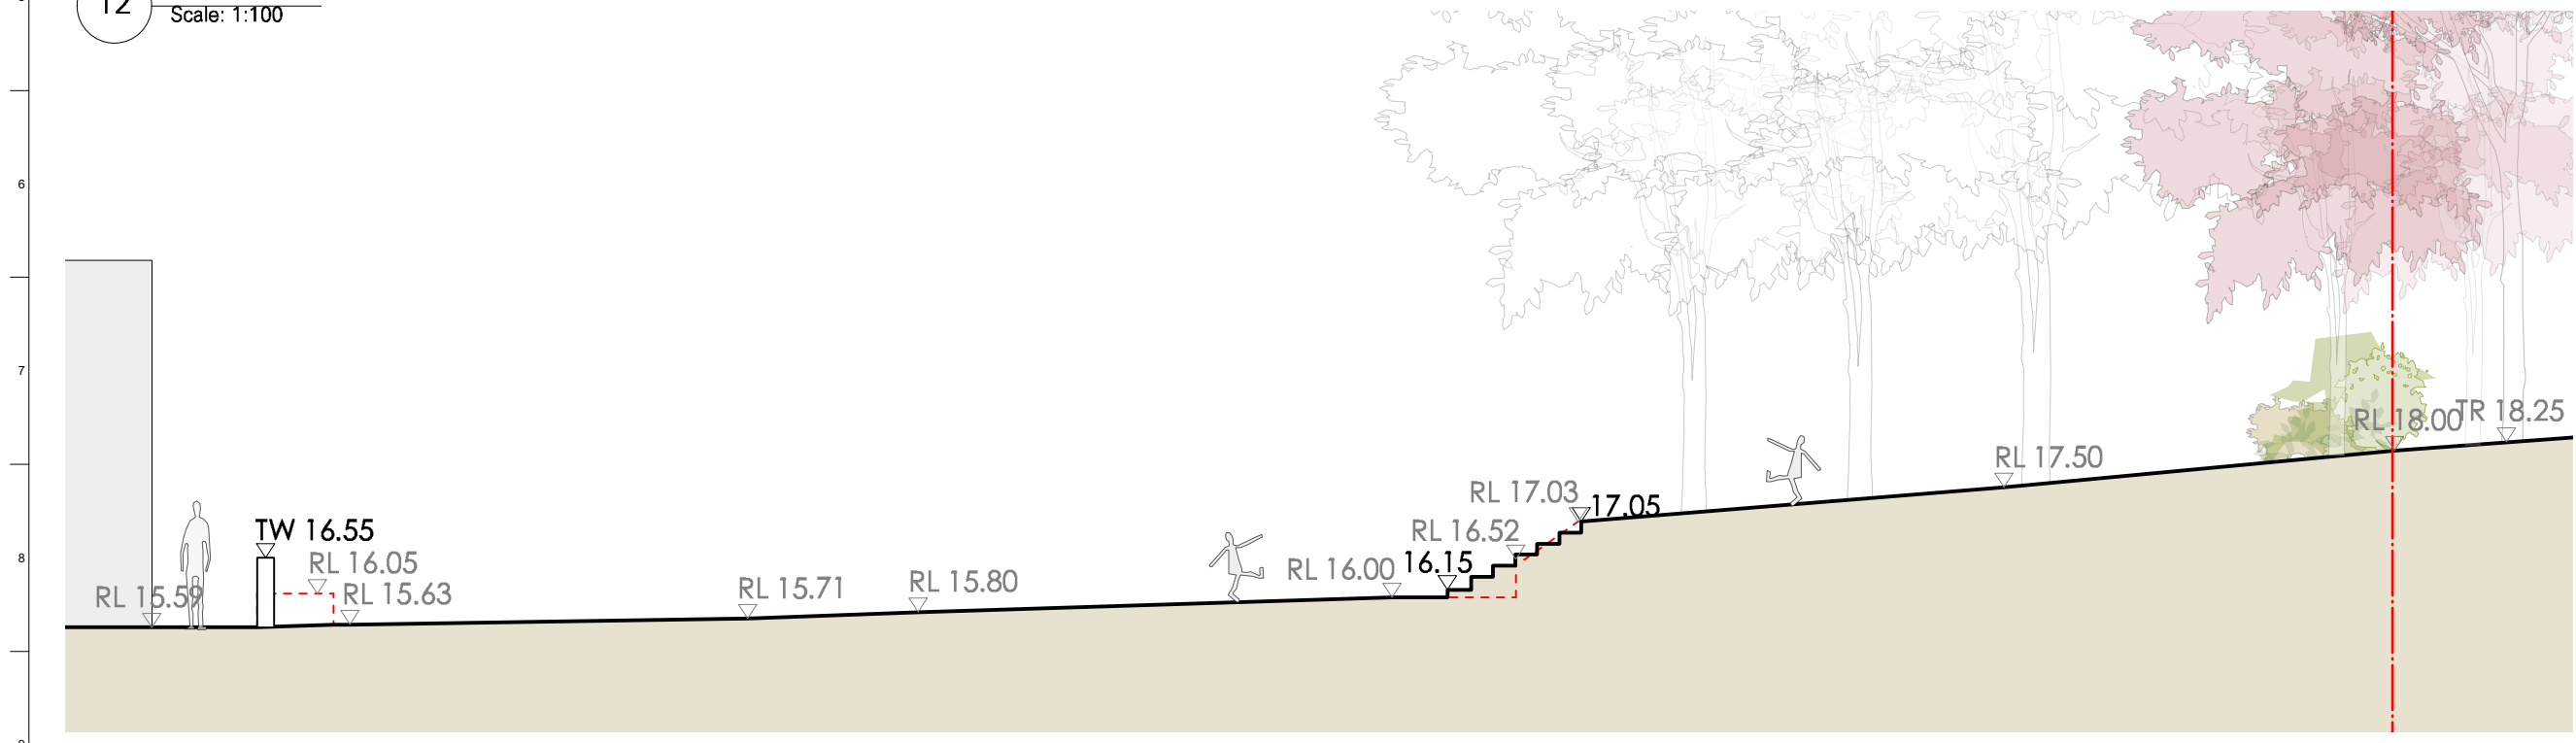 12
Scale: 1:100
6
7
8
RL 15.59
TW 16.55
RL 16.05
RL 15.63
RL 15.71
RL 15.80
RL 16.00
16.15
RL 16.52
RL 17.03
17.05
RL 17.50
RL 18.00
TR 18.25